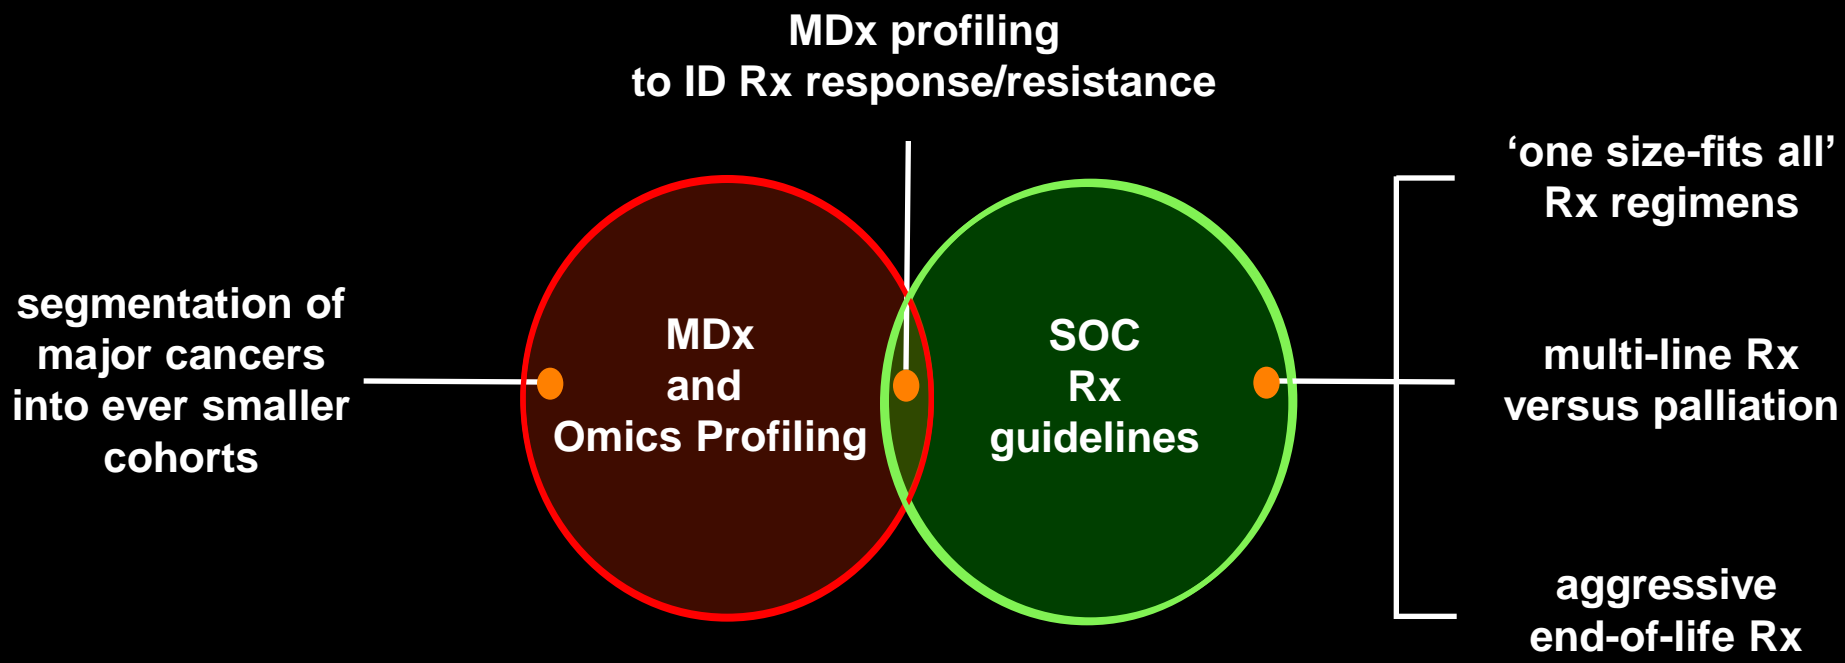 MDx profiling
to ID Rx response/resistance
segmentation of
major cancers
into ever smaller
cohorts
MDx
and
Omics Profiling
SOC
Rx
guidelines
‘one size-fits all’
Rx regimens
multi-line Rx
versus palliation
aggressive
end-of-life Rx